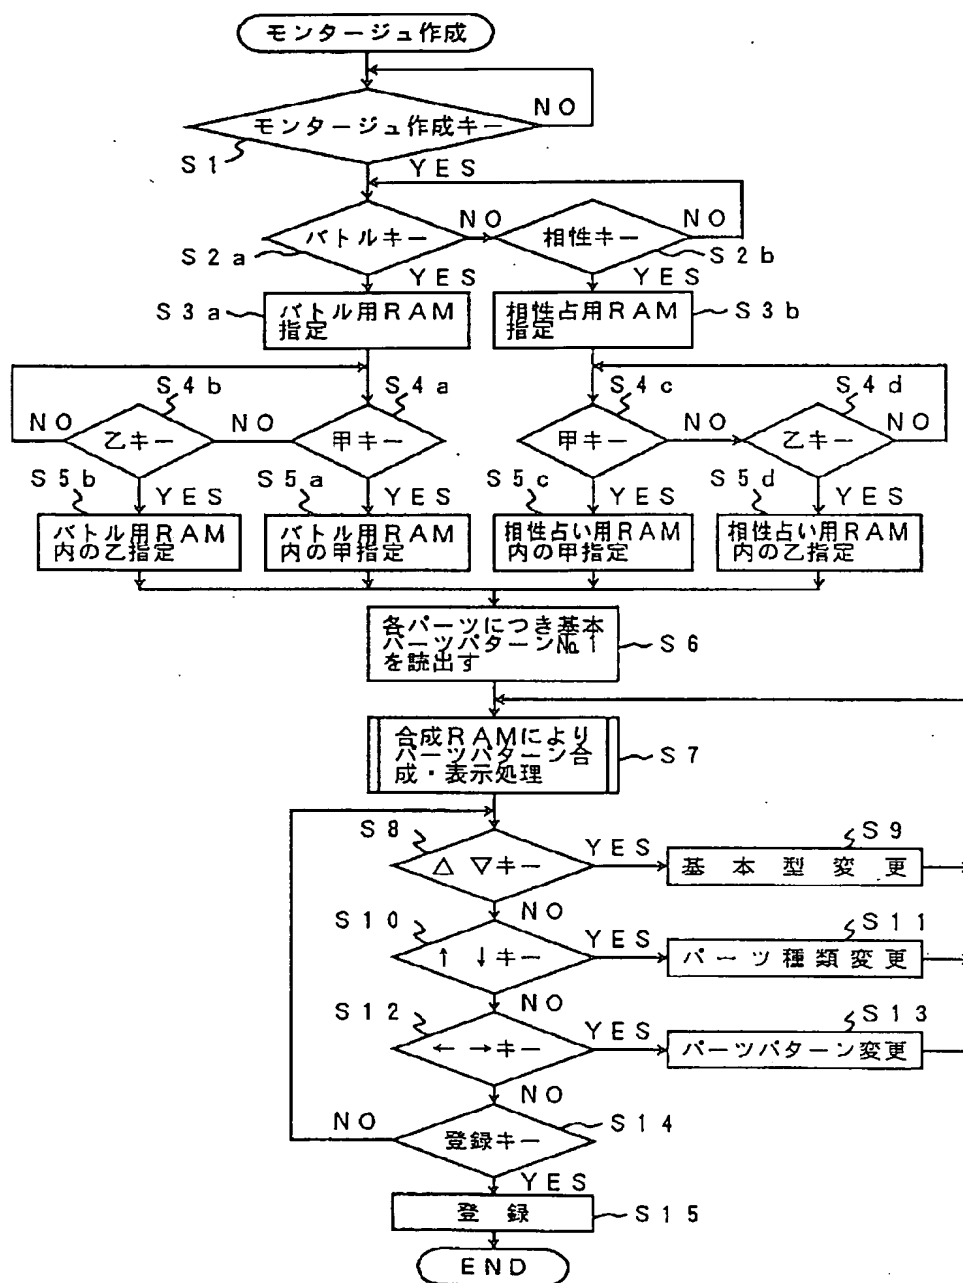 モンタージュ作成
NO
モンタージュ作成キー
S1
YES
NO
NO
バトルキー
相性キー
S2a
S2b
YES
YES
S3a
バトル用RAM
指定
相性占用RAM
指定
S3b
S4b
S4a
S4c
S4d
NO
乙キー
NO
甲キー
甲キー
NO
乙キー
NO
S5b
YES
S5a
YES
S5c
YES
S5d
YES
バトル用RAM
内の乙指定
バトル用RAM
内の甲指定
相性占い用RAM
内の甲指定
相性占い用RAM
内の乙指定
各パーツにつき基本
パーツパターン№1
を読出す
S6
合成RAMにより
パーツパターン合
成・表示処理
S7
S8
YES
S9
△ ▽キー
基本型変更
NO
S10
YES
S11
↑ ↓キー
パーツ種類変更
NO
S12
YES
S13
← →キー
パーツパターン変更
NO
NO
S14
登録キー
YES
登録
S15
END